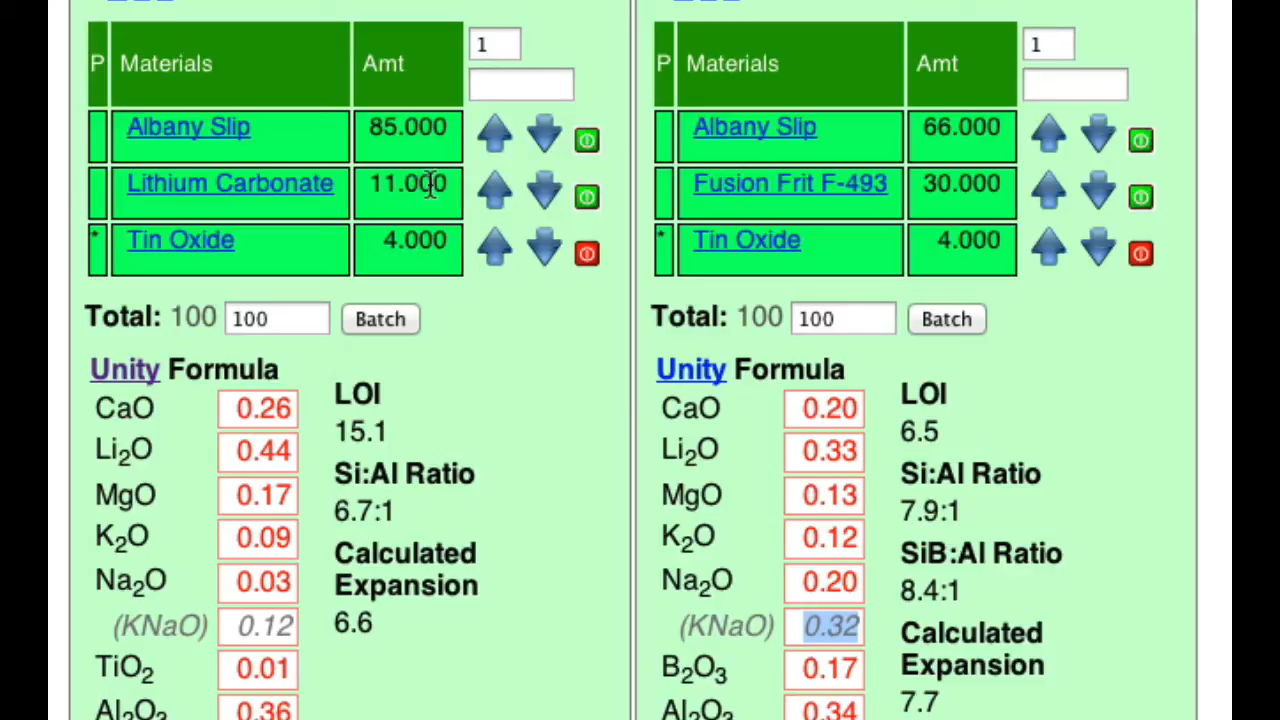 P Materials Amt 1
Albany Slip 85.000
Lithium Carbonate 11.000
* Tin Oxide 4.000
Total: 100 100 Batch
Unity Formula
CaO 0.26
Li₂O 0.44
MgO 0.17
K₂O 0.09
Na₂O 0.03
(KNaO) 0.12
TiO₂ 0.01
Al₂O₃ 0.36
LOI
15.1
Si:Al Ratio
6.7:1
Calculated
Expansion
6.6
P Materials Amt 1
Albany Slip 66.000
Fusion Frit F-493 30.000
* Tin Oxide 4.000
Total: 100 100 Batch
Unity Formula
CaO 0.20
Li₂O 0.33
MgO 0.13
K₂O 0.12
Na₂O 0.20
(KNaO) 0.32
B₂O₃ 0.17
Al₂O₃ 0.34
LOI
6.5
Si:Al Ratio
7.9:1
SiB:Al Ratio
8.4:1
Calculated
Expansion
7.7